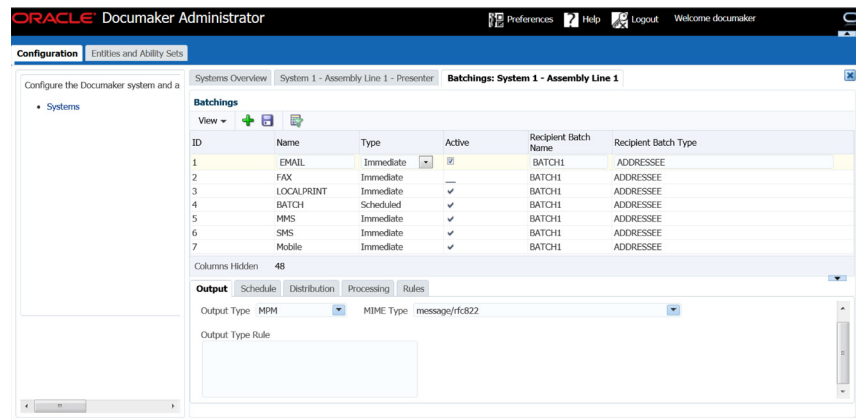 ORACLE Documaker Administrator
Preferences ? Help Logout Welcome documaker
Configuration Entities and Ability Sets
Configure the Documaker system and a
Systems
Systems Overview System 1 - Assembly Line 1 - Presenter Batchings: System 1 - Assembly Line 1
Batchings
View
ID Name Type Active Recipient Batch Name Recipient Batch Type
1 EMAIL Immediate BATCH1 ADDRESSEE
2 FAX Immediate BATCH1 ADDRESSEE
3 LOCALPRINT Immediate BATCH1 ADDRESSEE
4 BATCH Scheduled BATCH1 ADDRESSEE
5 MMS Immediate BATCH1 ADDRESSEE
6 SMS Immediate BATCH1 ADDRESSEE
7 Mobile Immediate BATCH1 ADDRESSEE
Columns Hidden 48
Output Schedule Distribution Processing Rules
Output Type MPM MIME Type message/rfc822
Output Type Rule